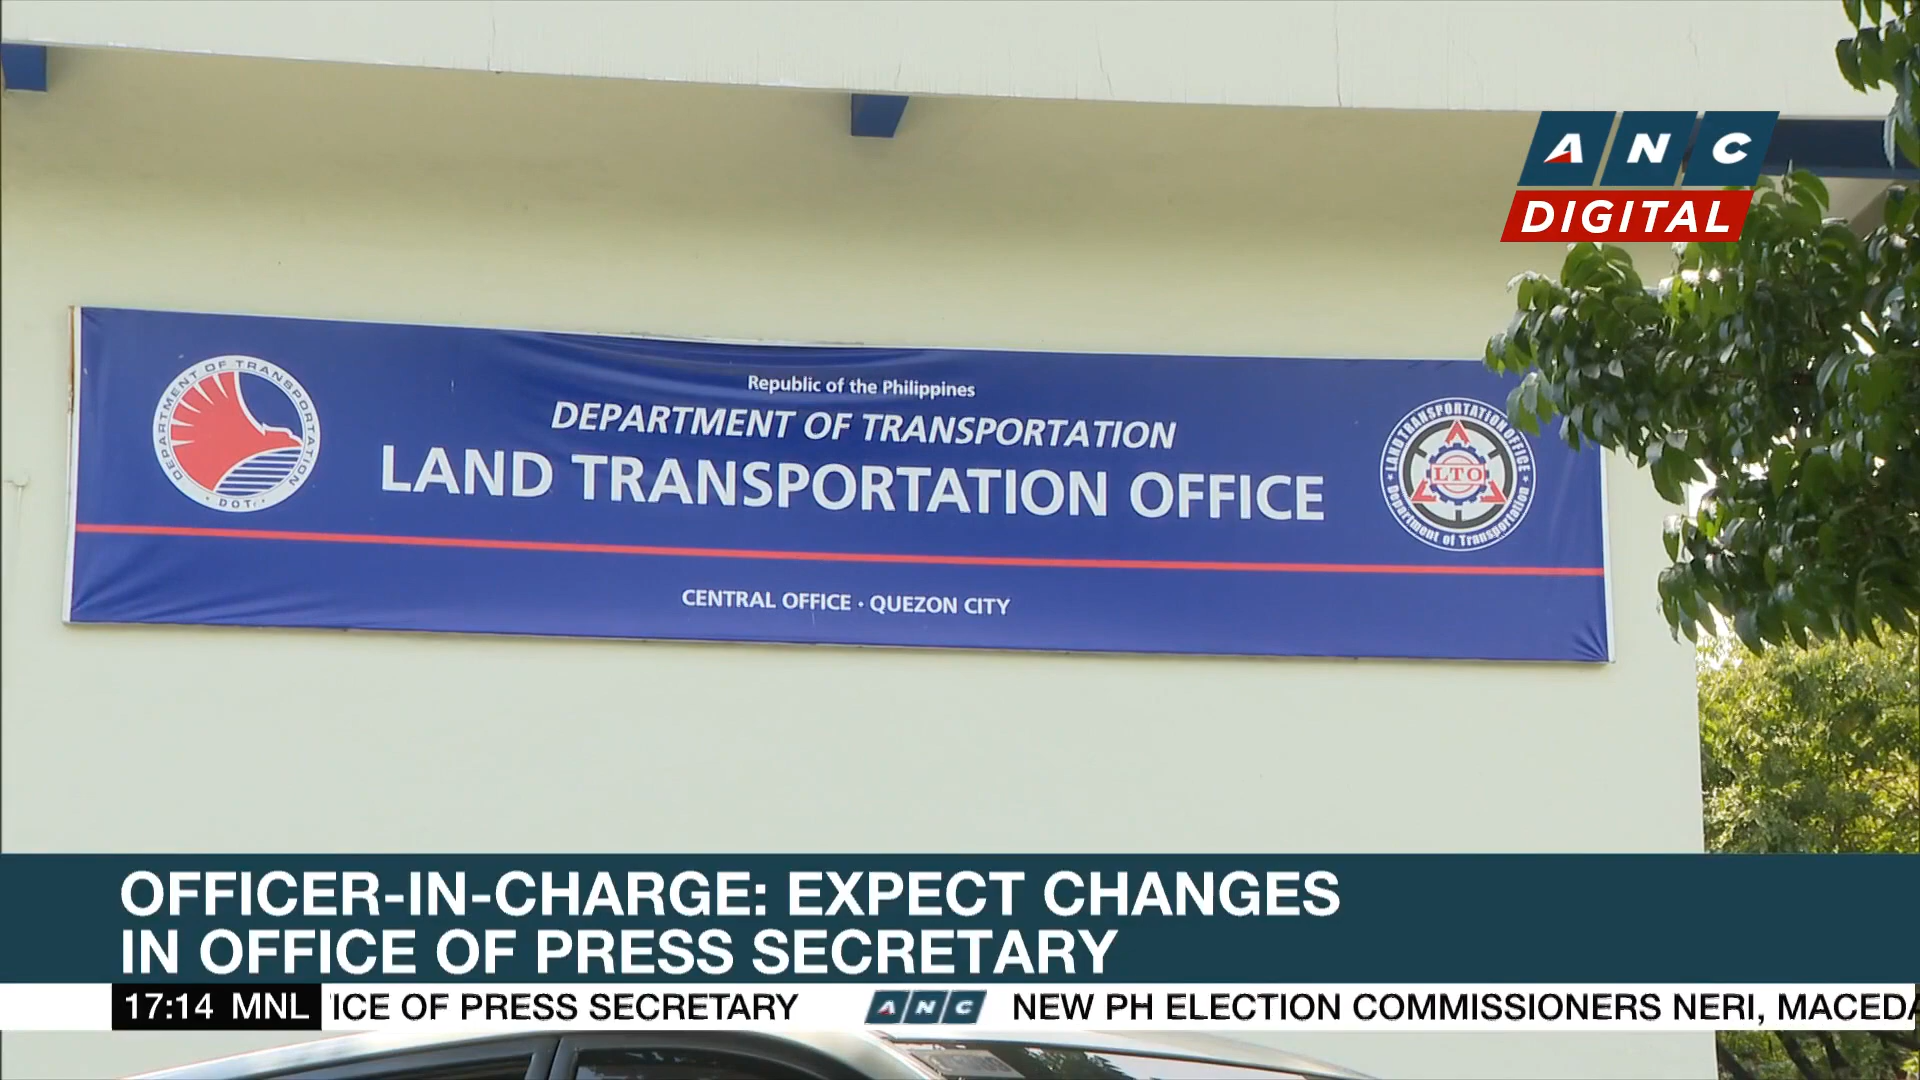 ANC
DIGITAL
DEPARTMENT OF TRANSPORTATION
DOTr
Republic of the Philippines
DEPARTMENT OF TRANSPORTATION
LAND TRANSPORTATION OFFICE
CENTRAL OFFICE • QUEZON CITY
LAND TRANSPORTATION OFFICE
LTO
Department of Transportation
OFFICER-IN-CHARGE: EXPECT CHANGES
IN OFFICE OF PRESS SECRETARY
17:14 MNL ICE OF PRESS SECRETARY ANC NEW PH ELECTION COMMISSIONERS NERI, MACEDA